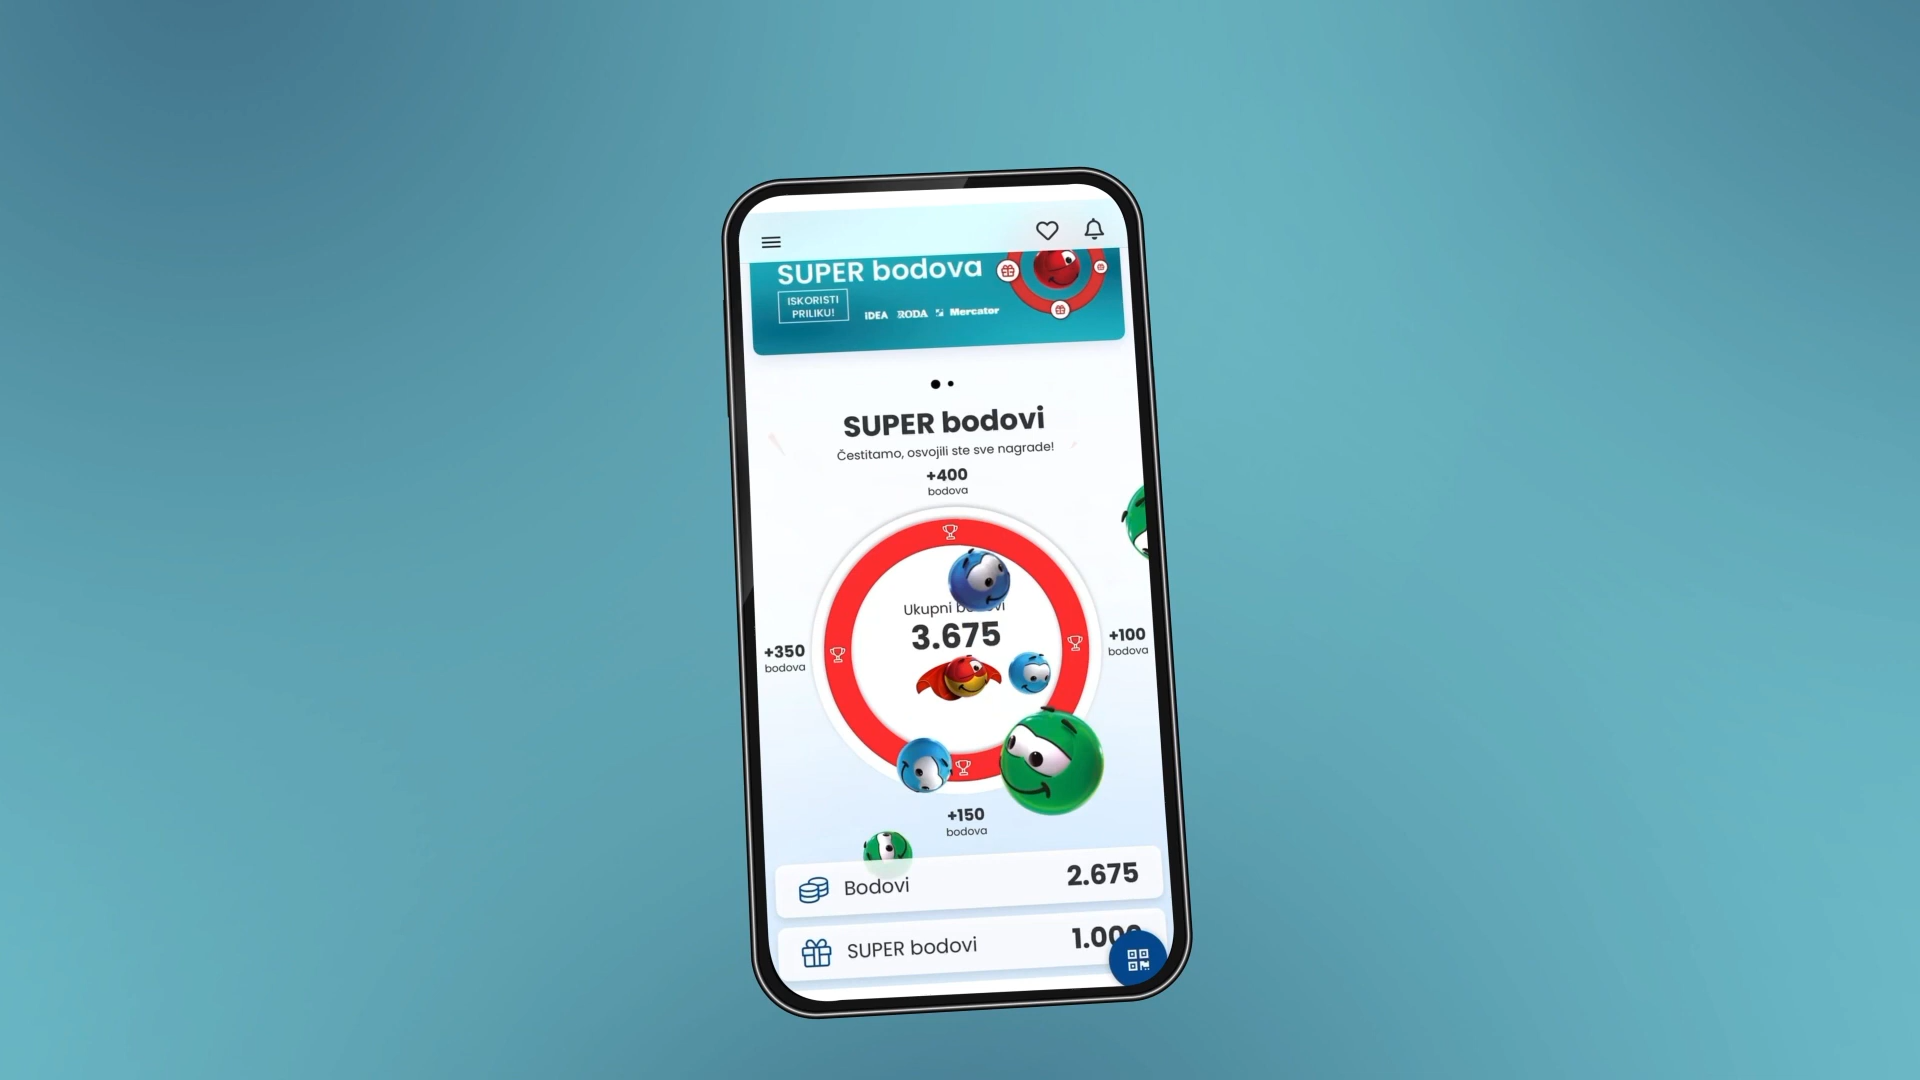 SUPER bodova
ISKORISTI
PRILIKU!
IDEA RODA Mercator
SUPER bodovi
Čestitamo, osvojili ste sve nagrade!
+400
bodova
Ukupni
3.675
+350
bodova
+100
bodova
+150
bodova
Bodovi 2.675
SUPER bodovi